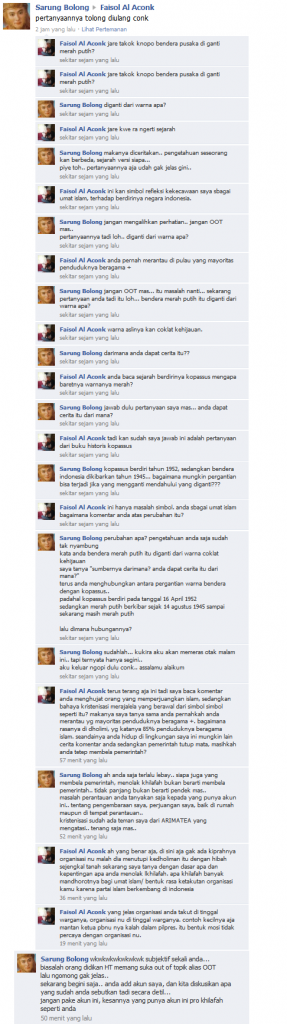 Sarung Bolong ▸ Faisol Al Aconk
pertanyaannya tolong diulang conk
2 jam yang lalu · Lihat Pertemanan
Faisol Al Aconk jare takok knopo bendera pusaka di ganti
merah putih?
sekitar sejam yang lalu
Faisol Al Aconk jare takok knopo bendera pusaka di ganti
merah putih?
sekitar sejam yang lalu
Sarung Bolong diganti dari warna apa?
sekitar sejam yang lalu
Faisol Al Aconk jare kwe ra ngerti sejarah
sekitar sejam yang lalu
Sarung Bolong makanya diceritakan.. pengetahuan seseorang
kan berbeda, sejarah versi siapa...
piye toh.. pertanyaannya aja udah gak jelas gini..
sekitar sejam yang lalu
Faisol Al Aconk ini kan simbol refleksi kekecewaan saya sbagai
umat islam, terhadap berdirinya negara indonesia.
sekitar sejam yang lalu
Sarung Bolong jangan mengalihkan perhatian.. jangan OOT
mas..
pertanyaannya tadi loh.. diganti dari warna apa?
sekitar sejam yang lalu
Faisol Al Aconk anda pernah merantau di pulau yang mayoritas
penduduknya beragama +
sekitar sejam yang lalu
Sarung Bolong jangan OOT mas... itu masalah nanti... sekarang
pertanyaan anda tadi itu loh... bendera merah putih itu diganti dari
warna apa?
sekitar sejam yang lalu
Faisol Al Aconk warna aslinya kan coklat kehijauan.
sekitar sejam yang lalu
Sarung Bolong darimana anda dapat cerita itu??
sekitar sejam yang lalu
Faisol Al Aconk anda baca sejarah berdirinya kopassus mengapa
baretnya warnanya merah?
sekitar sejam yang lalu
Sarung Bolong jawab dulu pertanyaan saya mas.. anda dapat
cerita itu dari mana?
sekitar sejam yang lalu
Faisol Al Aconk tadi kan sudah saya jawab ini adalah pertanyaan
dari buku historis kopassus
sekitar sejam yang lalu
Sarung Bolong kopassus berdiri tahun 1952, sedangkan bendera
indonesia dikibarkan tahun 1945... bagaimana mungkin pergantian
bisa terjadi jika yang mengganti mendahului yang diganti???
sekitar sejam yang lalu
Faisol Al Aconk ini hanya masalah simbol. anda sbagai umat islam
bagaimana komentar anda atas perubahan itu?
sekitar sejam yang lalu
Sarung Bolong perubahan apa? pengetahuan anda saja sudah
tak nyambung
kata anda bendera merah putih itu diganti dari warna coklat
kehijauan
saya tanya "sumbernya darimana? anda dapat cerita itu dari
mana?"
terus anda menghubungkan antara pergantian warna bendera
dengan kopassus..
padahal kopassus berdiri pada tanggal 16 April 1952
sedangkan merah putih berkibar sejak 14 agustus 1945 sampai
sekarang masih merah putih
lalu dimana hubungannya?
sekitar sejam yang lalu
Sarung Bolong sudahlah... kukira aku akan memeras otak malam
ini.. tapi ternyata hanya segini..
aku keluar ngopi dulu conk.. assalamu alaikum
sekitar sejam yang lalu
Faisol Al Aconk terus terang aja ini tadi saya baca komentar
anda menghujat orang yang memperjuangkan islam, sedangkan
bahaya kristenisasi merajalela yang berawal dari simbol simbol
seperti itu? makanya saya tanya sama anda pernahkah anda
merantau yg mayoritas penduduknya beragama +. bagaimana
rasanya di dholimi, yg katanya 85% penduduknya beragama
islam. seandainya anda hidup di lingkungan saya ini mungkin lain
cerita komentar anda sedangkan pemerintah tutup mata, masihkah
anda tetep membela pemerintah?
57 menit yang lalu
Sarung Bolong ah anda saja terlalu lebay.. siapa juga yang
membela pemerintah, menolak khilafah bukan berarti membela
pemerintah.. tidak panjang bukan berarti pendek mas..
masalah perantauan anda tanyakan saja kepada yang punya akun
ini.. tentang pengembaraan saya, perjuangan saya, baik di rumah
maupun di tempat perantauan..
kristenisasi sudah ada teman saya dari ARIMATEA yang
mengatasi.. tenang saja mas..
52 menit yang lalu
Faisol Al Aconk ah yang benar aja, di sini aja gak ada kiprahnya
organisasi nu malah dia menutupi kadholiman itu dengan hibah
sejengkal tanah sekarang saya tanya dengan dasar apa dan
kepentingan apa anda menolak lkhilafah. apa khilafah banyak
mandhorotnya bagi umat islam/ bentuk rasa ketakutan organisasi
kamu karena partai islam berkembang di indonesia
36 menit yang lalu
Faisol Al Aconk yang jelas organisasi anda takut di tinggal
warganya, organisasi nu di tinggal warganya. contoh kecilnya aja
mantan ketua pbnu nya kalah dalam pilpres. itu bentuk mosi tidak
percaya dengan organisasi nu.
19 menit yang lalu
Sarung Bolong wkwkwkwkwkwwk subjektif sekali anda...
biasalah orang didikan HT memang suka out of topik alias OOT
lalu ngomong gak jelas..
sekarang begini saja.. anda add akun saya, dan kita diskusikan apa
yang sudah anda sebutkan tadi secara detil...
jangan pake akun ini, kesannya yang punya akun ini pro khilafah
seperti anda
50 menit yang lalu